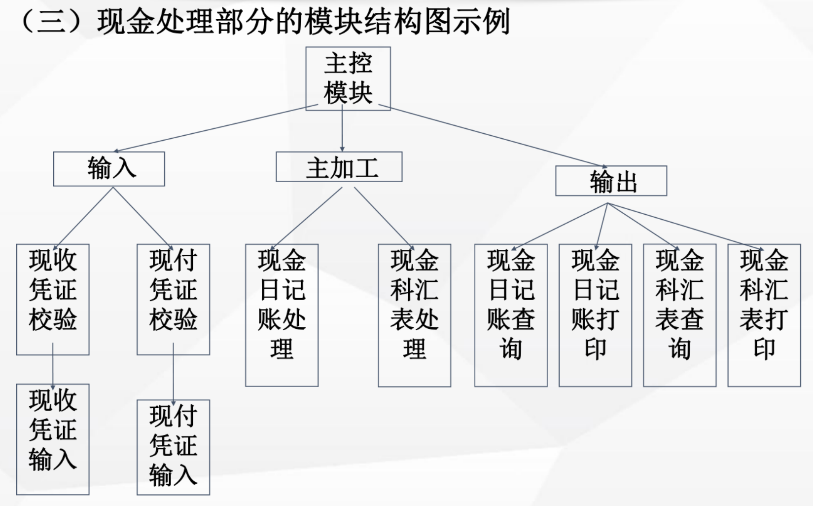 （三）现金处理部分的模块结构图示例
主控
模块
输入
主加工
输出
现收
凭证
校验
现付
凭证
校验
现金
日记
账处
理
现金
科汇
表处
理
现金
日记
账查
询
现金
日记
账打
印
现金
科汇
表查
询
现金
科汇
表打
印
现收
凭证
输入
现付
凭证
输入